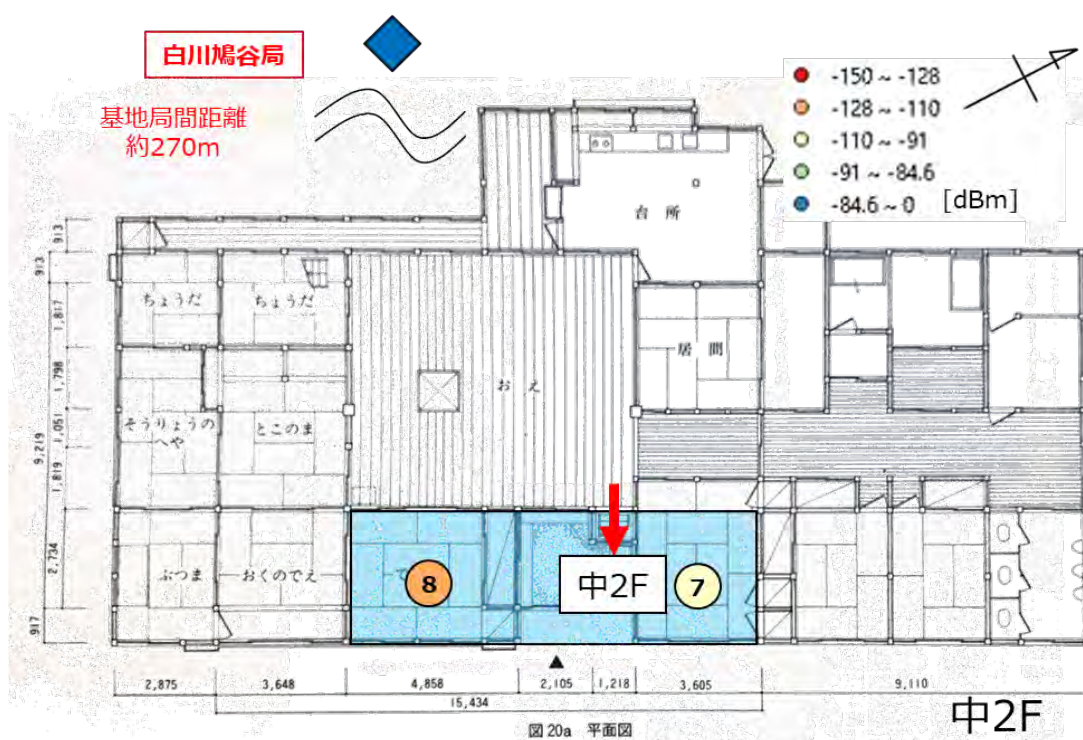 白川鳩谷局
基地局間距離
約270m
-150 ~ -128
-128 ~ -110
-110 ~ -91
-91 ~ -84.6
-84.6 ~ 0 [dBm]
台所
ちょうだ
ちょうだ
居間
おえ
そうりょうの
へや
とこのま
ぶつま
おくのでえ
で
8
中2F
7
913
913
1,817
1,798
1,051
1,819
9,219
2,734
917
2,875
3,648
4,858
2,105
1,218
3,605
9,110
15,434
図20a 平面図
中2F